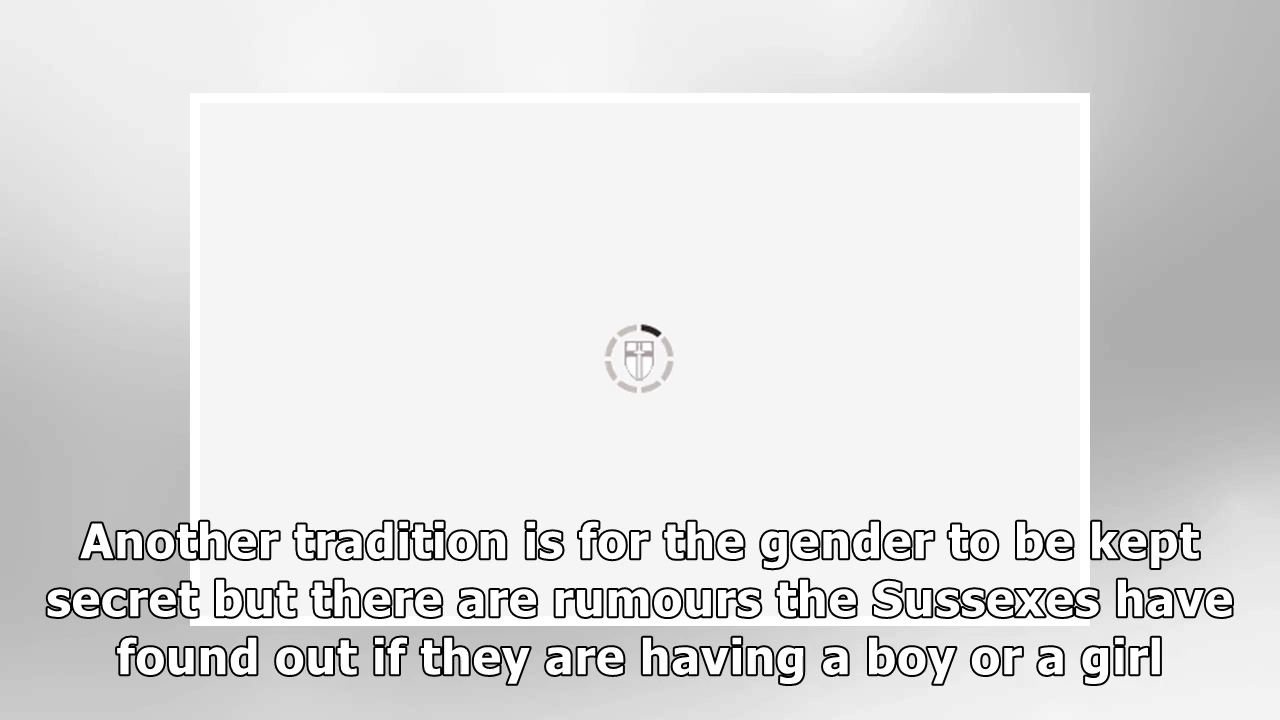 Another tradition is for the gender to be kept
secret but there are rumours the Sussexes have
found out if they are having a boy or a girl